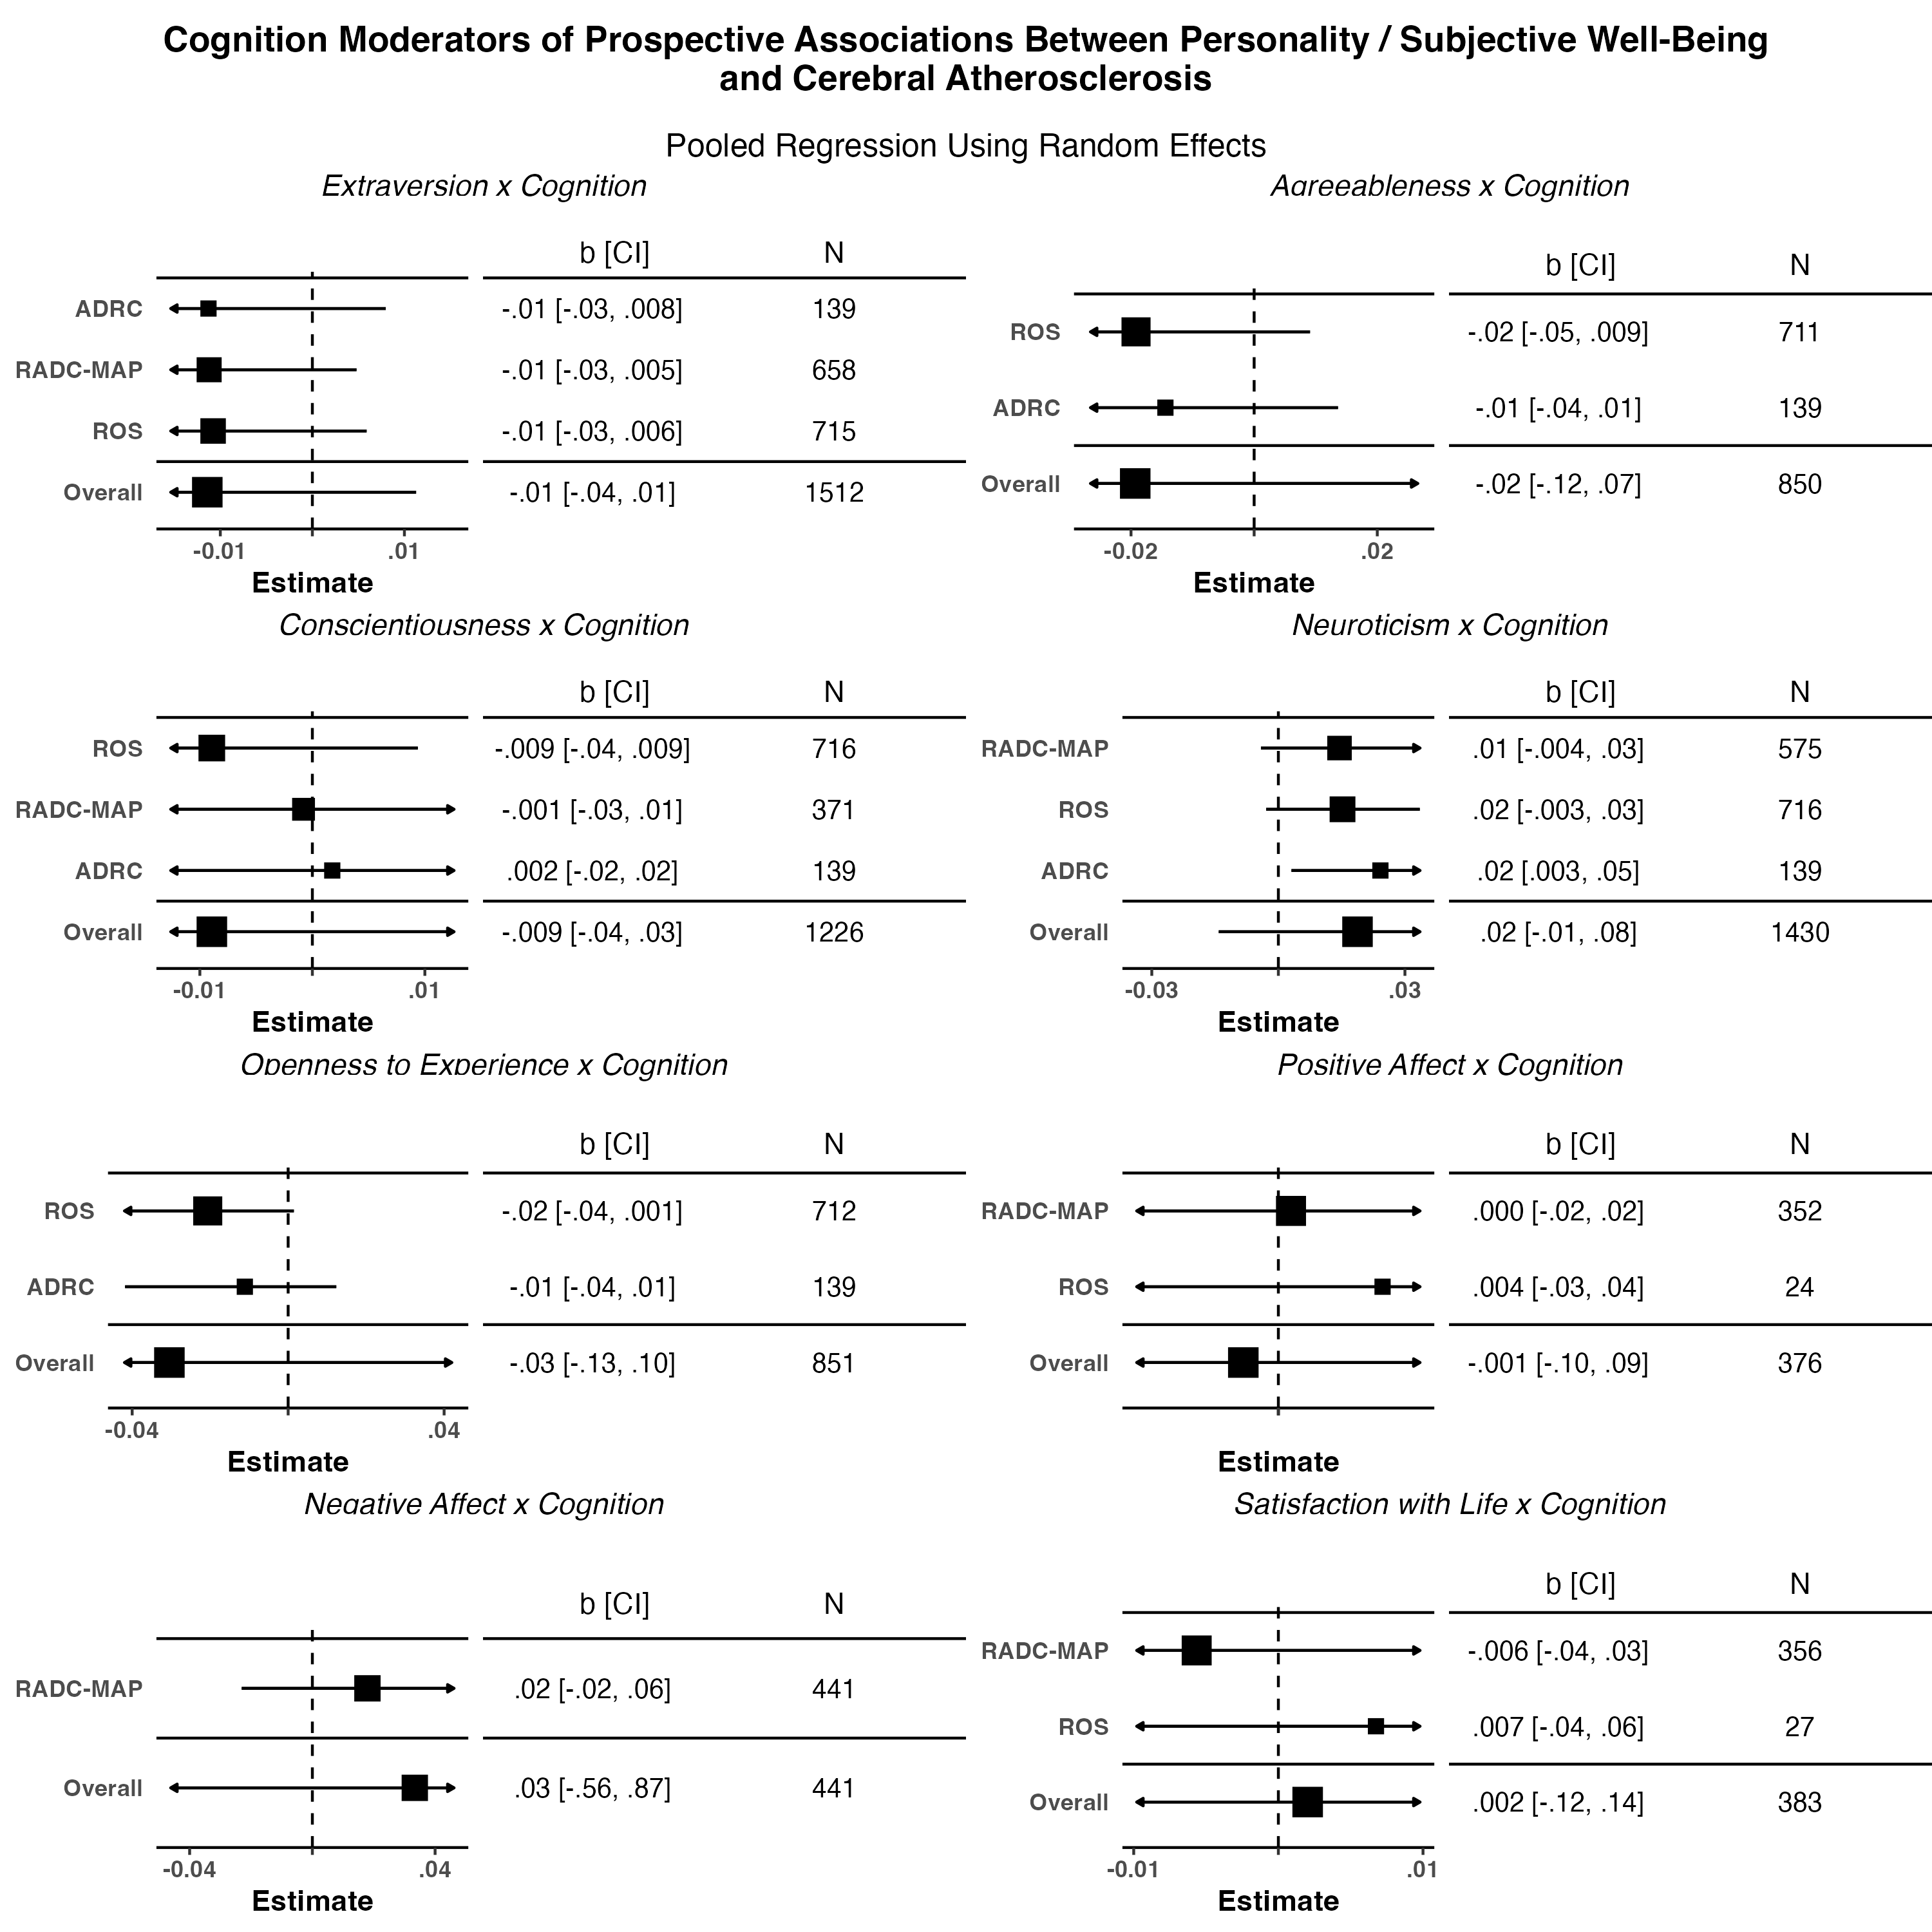 Cognition Moderators of Prospective Associations Between Personality / Subjective Well-Being
and Cerebral Atherosclerosis
Pooled Regression Using Random Effects
Extraversion x Cognition
b [CI] N
ADRC -.01 [-.03, .008] 139
RADC-MAP -.01 [-.03, .005] 658
ROS -.01 [-.03, .006] 715
Overall -.01 [-.04, .01] 1512
-0.01 .01
Estimate
Agreeableness x Cognition
b [CI] N
ROS -.02 [-.05, .009] 711
ADRC -.01 [-.04, .01] 139
Overall -.02 [-.12, .07] 850
-0.02 .02
Estimate
Conscientiousness x Cognition
b [CI] N
ROS -.009 [-.04, .009] 716
RADC-MAP -.001 [-.03, .01] 371
ADRC .002 [-.02, .02] 139
Overall -.009 [-.04, .03] 1226
-0.01 .01
Estimate
Neuroticism x Cognition
b [CI] N
RADC-MAP .01 [-.004, .03] 575
ROS .02 [-.003, .03] 716
ADRC .02 [.003, .05] 139
Overall .02 [-.01, .08] 1430
-0.03 .03
Estimate
Openness to Experience x Cognition
b [CI] N
ROS -.02 [-.04, .001] 712
ADRC -.01 [-.04, .01] 139
Overall -.03 [-.13, .10] 851
-0.04 .04
Estimate
Positive Affect x Cognition
b [CI] N
RADC-MAP .000 [-.02, .02] 352
ROS .004 [-.03, .04] 24
Overall -.001 [-.10, .09] 376
Estimate
Negative Affect x Cognition
b [CI] N
RADC-MAP .02 [-.02, .06] 441
Overall .03 [-.56, .87] 441
-0.04 .04
Estimate
Satisfaction with Life x Cognition
b [CI] N
RADC-MAP -.006 [-.04, .03] 356
ROS .007 [-.04, .06] 27
Overall .002 [-.12, .14] 383
-0.01 .01
Estimate